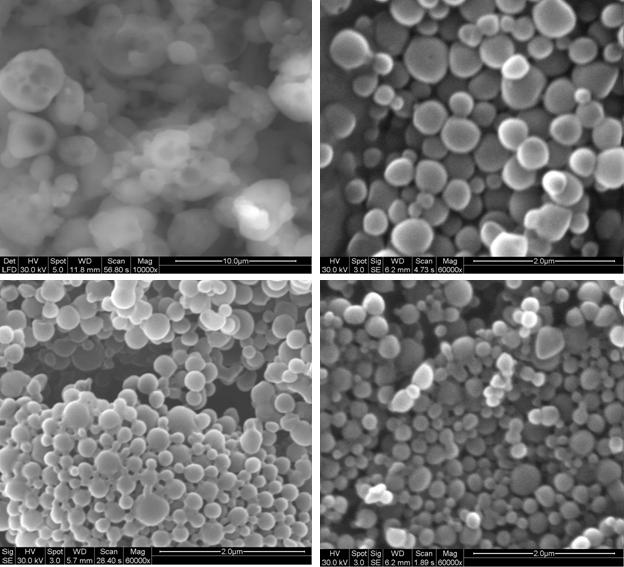 Det HV Spot WD Scan Mag 10.0µm
LFD 30.0 kV 5.0 11.8 mm 56.80 s 10000x
Sig HV Spot WD Scan Mag 2.0µm
SE 30.0 kV 3.0 6.2 mm 4.73 s 60000x
Sig HV Spot WD Scan Mag 2.0µm
SE 30.0 kV 3.0 5.7 mm 28.40 s 60000x
HV Spot Sig WD Scan Mag 2.0µm
30.0 kV 3.0 SE 6.2 mm 1.89 s 60000x